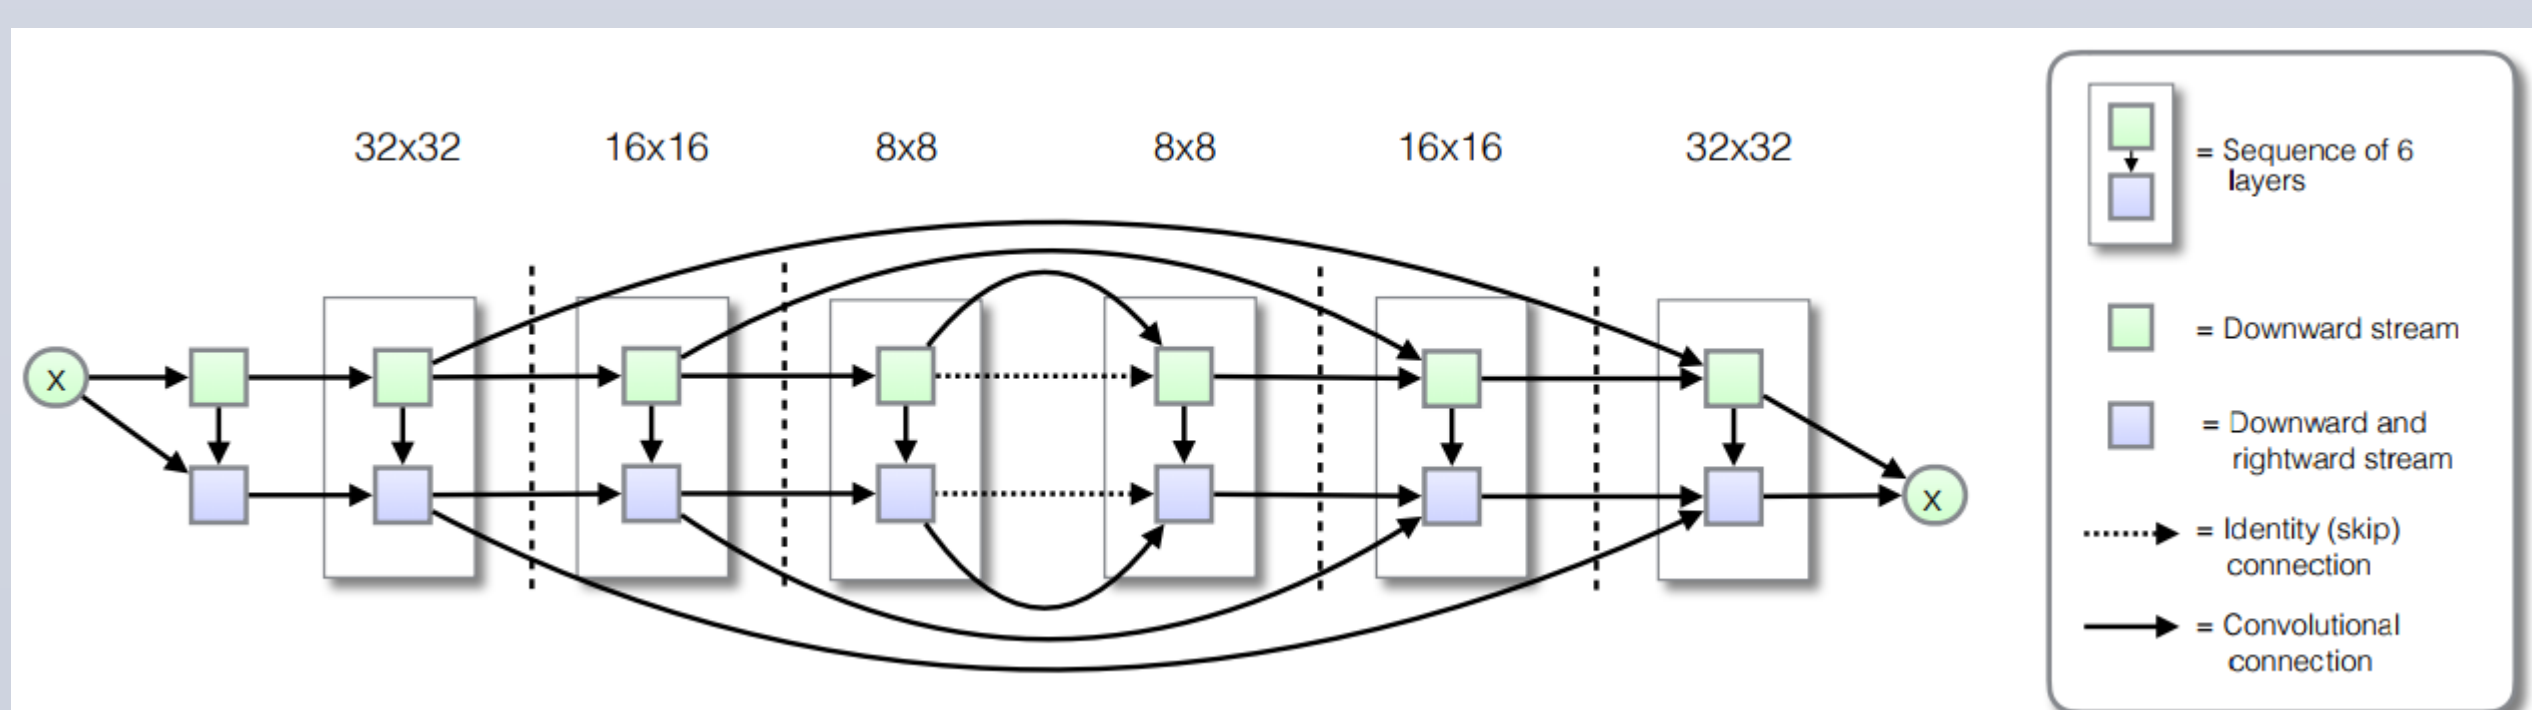 32x32 16x16 8x8 8x8 16x16 32x32
x
x
= Sequence of 6
layers
= Downward stream
= Downward and
rightward stream
= Identity (skip)
connection
= Convolutional
connection